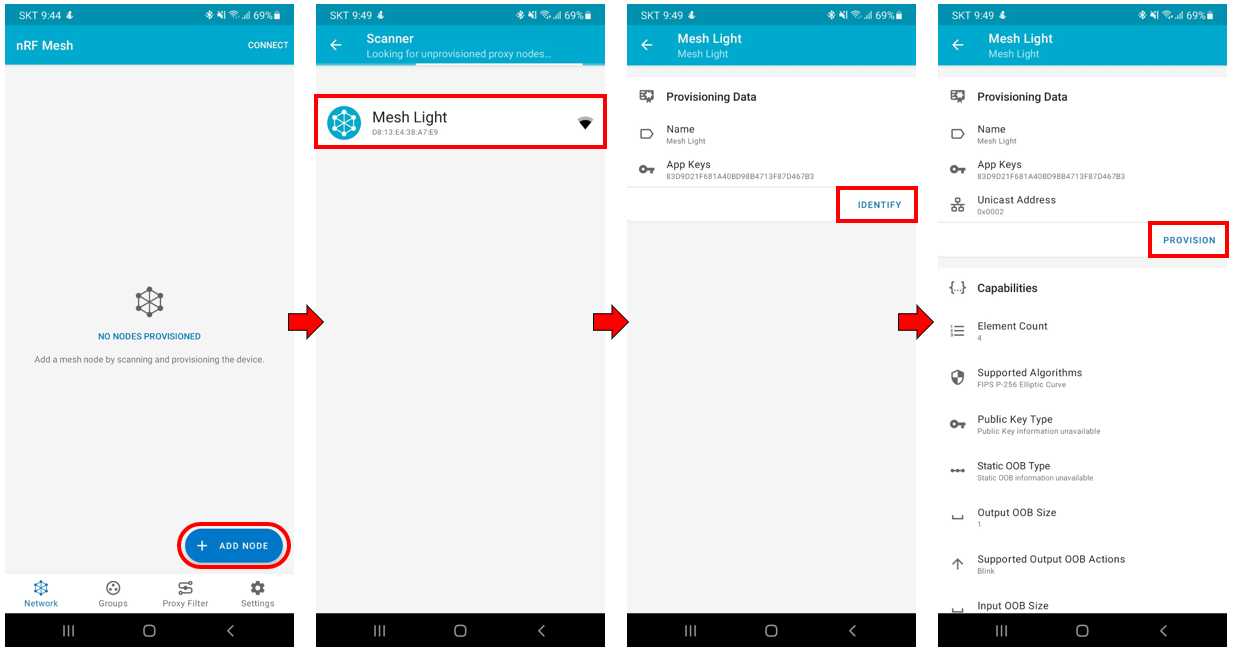 SKT 9:44
69%
nRF Mesh
CONNECT
NO NODES PROVISIONED
Add a mesh node by scanning and provisioning the device.
+ ADD NODE
Network
Groups
Proxy Filter
Settings
SKT 9:49
69%
Scanner
Looking for unprovisioned proxy nodes...
Mesh Light
D8:13:E4:38:A7:E9
SKT 9:49
69%
Mesh Light
Mesh Light
Provisioning Data
Name
Mesh Light
App Keys
83D9D21F681A40BD98B4713F87D467B3
IDENTIFY
SKT 9:49
69%
Mesh Light
Mesh Light
Provisioning Data
Name
Mesh Light
App Keys
83D9D21F681A40BD98B4713F87D467B3
Unicast Address
0x0002
PROVISION
Capabilities
Element Count
4
Supported Algorithms
FIPS P-256 Elliptic Curve
Public Key Type
Public Key information unavailable
Static OOB Type
Static OOB information unavailable
Output OOB Size
1
Supported Output OOB Actions
Blink
Input OOB Size